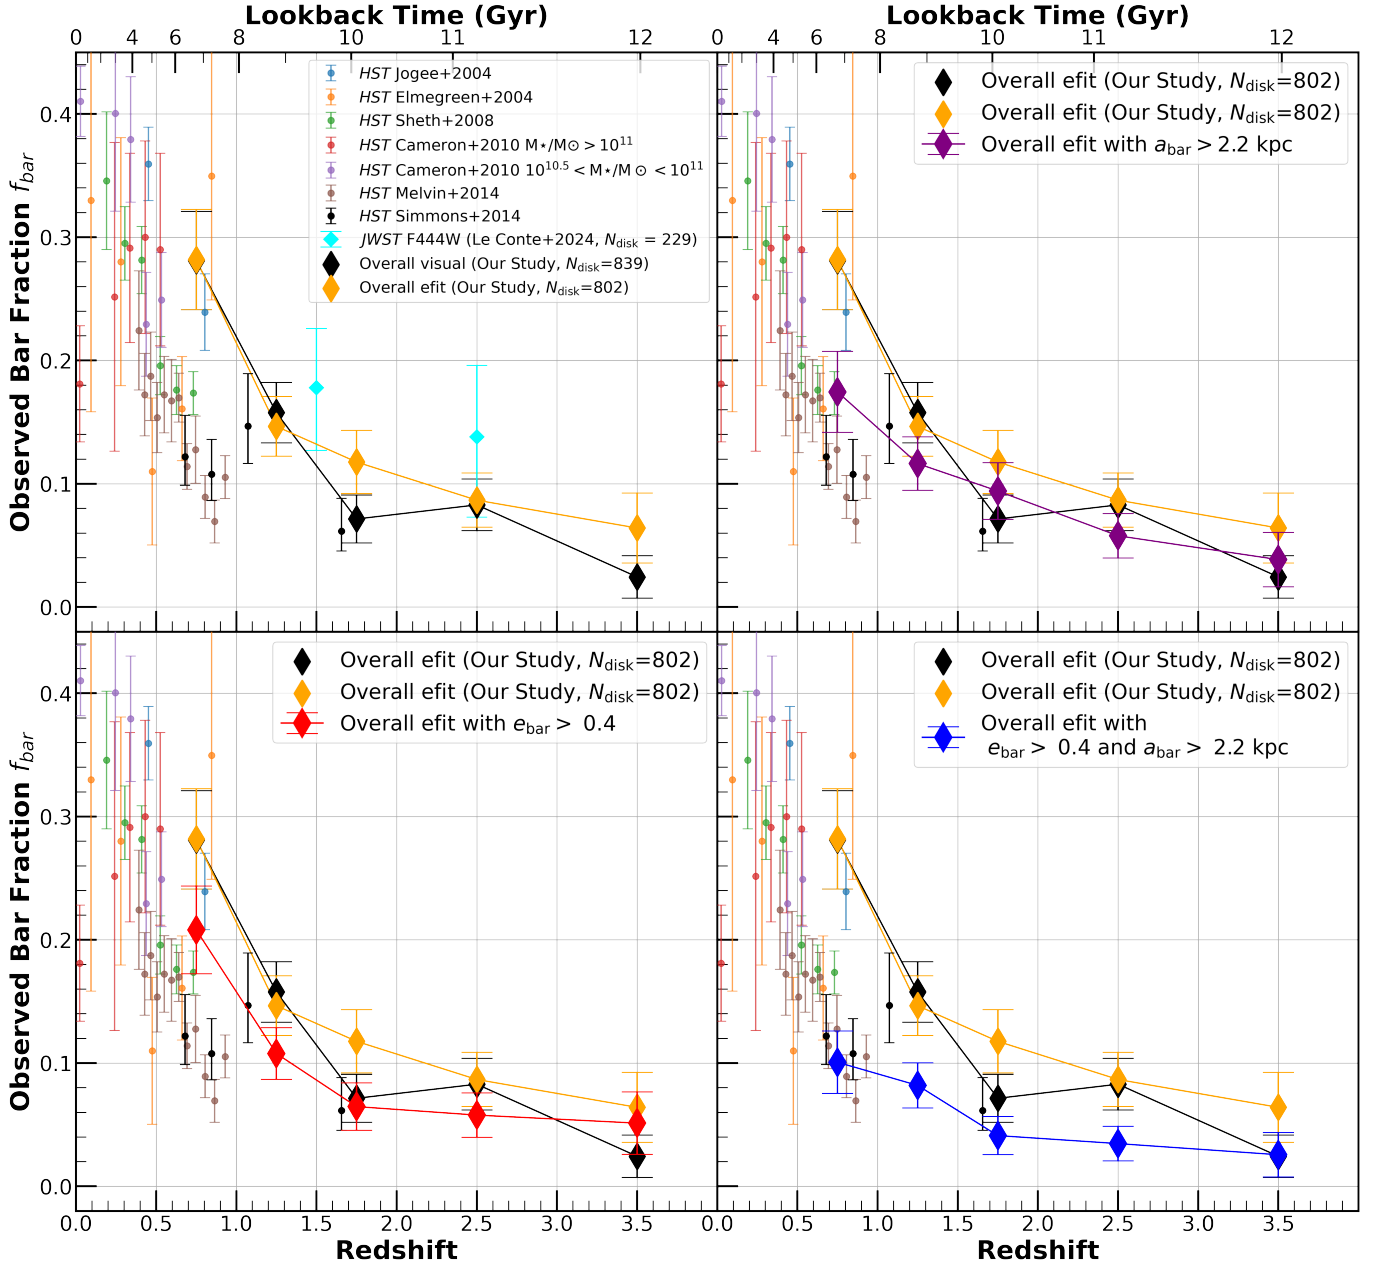 Lookback Time (Gyr) Lookback Time (Gyr)
0 4 6 8 10 11 12 0 4 6 8 10 11 12
HST Jogee+2004
HST Elmegreen+2004
HST Sheth+2008
HST Cameron+2010 M⋆/M⊙ > 10^11
HST Cameron+2010 10^10.5 < M⋆/M⊙ < 10^11
HST Melvin+2014
HST Simmons+2014
JWST F444W (Le Conte+2024, N_disk = 229)
Overall visual (Our Study, N_disk=839)
Overall efit (Our Study, N_disk=802)
Overall efit (Our Study, N_disk=802)
Overall efit (Our Study, N_disk=802)
Overall efit with a_bar > 2.2 kpc
Observed Bar Fraction f_bar
0.4
0.3
0.2
0.1
0.0
Overall efit (Our Study, N_disk=802)
Overall efit (Our Study, N_disk=802)
Overall efit with e_bar > 0.4
Overall efit (Our Study, N_disk=802)
Overall efit (Our Study, N_disk=802)
Overall efit with
e_bar > 0.4 and a_bar > 2.2 kpc
Observed Bar Fraction f_bar
0.4
0.3
0.2
0.1
0.0
0.0 0.5 1.0 1.5 2.0 2.5 3.0 3.5 0.0 0.5 1.0 1.5 2.0 2.5 3.0 3.5
Redshift Redshift